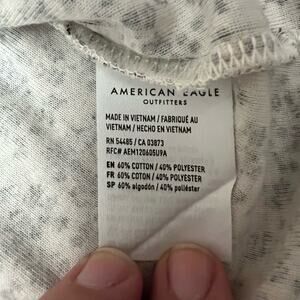 AMERICAN EAGLE
OUTFITTERS
MADE IN VIETNAM / FABRIQUÉ AU
VIETNAM / HECHO EN VIETNAM
RN 54485 / CA 03873
RFC# AEM120605U9A
EN 60% COTTON / 40% POLYESTER
FR 60% COTON / 40% POLYESTER
SP 60% algodón / 40% poliéster